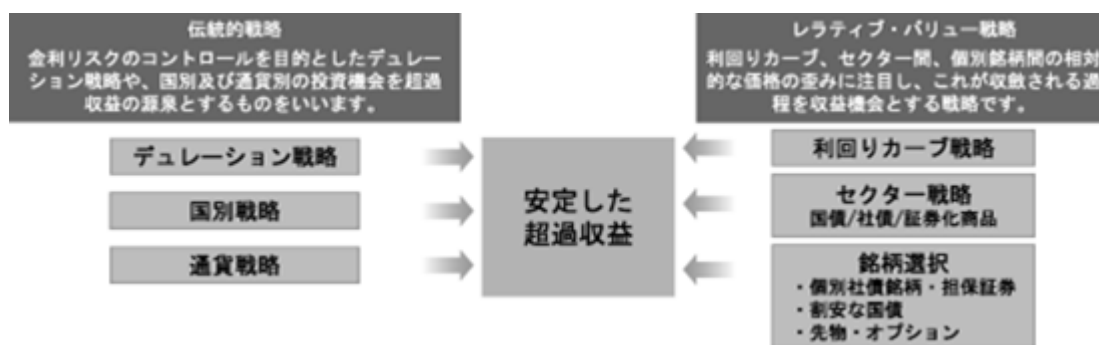 伝統的戦略
金利リスクのコントロールを目的としたデュレー
ション戦略や、国別及び通貨別の投資機会を超過
収益の源泉とするものをいいます。
デュレーション戦略
国別戦略
通貨戦略
安定した
超過収益
レラティブ・バリュー戦略
利回りカーブ、セクター間、個別銘柄間の相対
的な価格の歪みに注目し、これが収斂される過
程を収益機会とする戦略です。
利回りカーブ戦略
セクター戦略
国債/社債/証券化商品
銘柄選択
・個別社債銘柄・担保証券
・割安な国債
・先物・オプション